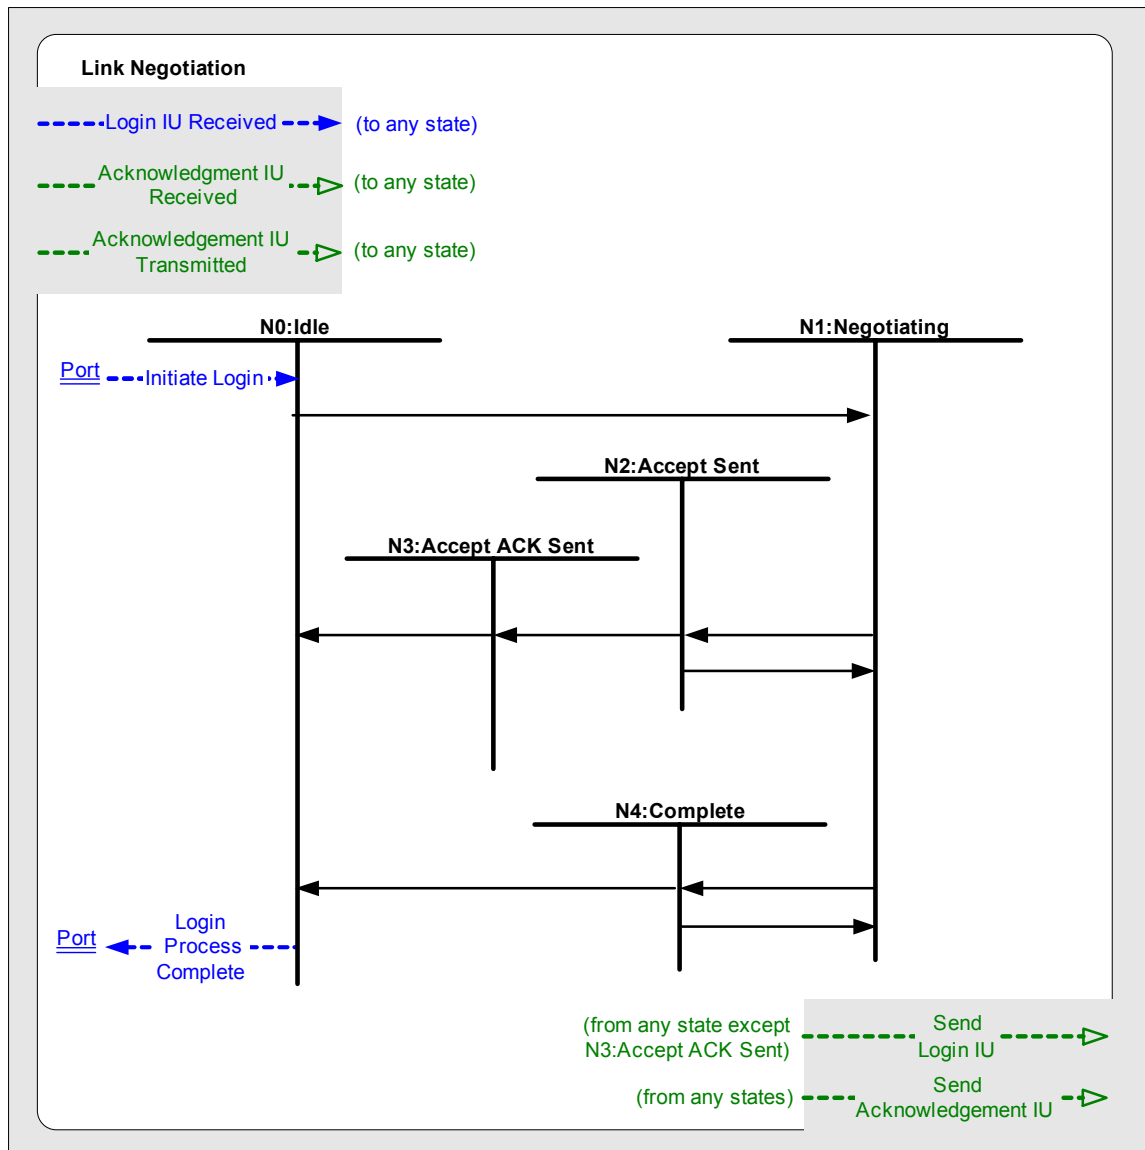 Link Negotiation
Login IU Received
(to any state)
Acknowledgment IU
Received
(to any state)
Acknowledgement IU
Transmitted
(to any state)
N0:Idle
N1:Negotiating
Port
Initiate Login
N2:Accept Sent
N3:Accept ACK Sent
N4:Complete
Port
Login
Process
Complete
(from any state except
N3:Accept ACK Sent)
Send
Login IU
(from any states)
Send
Acknowledgement IU